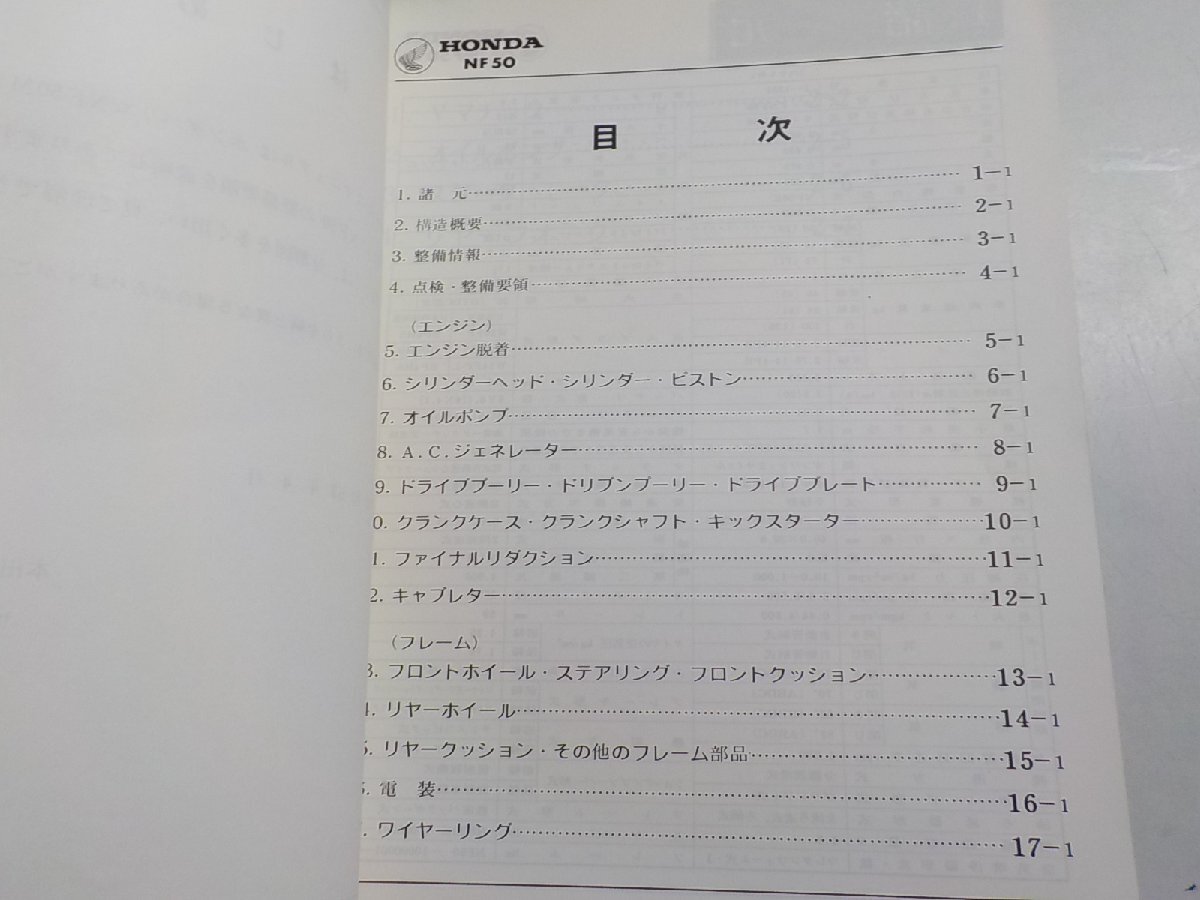 HONDA
NF50
目 次
1. 諸 元 1-1
2. 構造概要 2-1
3. 整備情報 3-1
4. 点検・整備要領 4-1
(エンジン)
5. エンジン脱着 5-1
6. シリンダーヘッド・シリンダー・ピストン 6-1
7. オイルポンプ 7-1
8. A.C.ジェネレーター 8-1
9. ドライブプーリー・ドリブンプーリー・ドライブプレート 9-1
0. クランクケース・クランクシャフト・キックスターター 10-1
1. ファイナルリダクション 11-1
2. キャブレター 12-1
(フレーム)
3. フロントホイール・ステアリング・フロントクッション 13-1
4. リヤーホイール 14-1
5. リヤークッション・その他のフレーム部品 15-1
6. 電 装 16-1
. ワイヤーリング 17-1